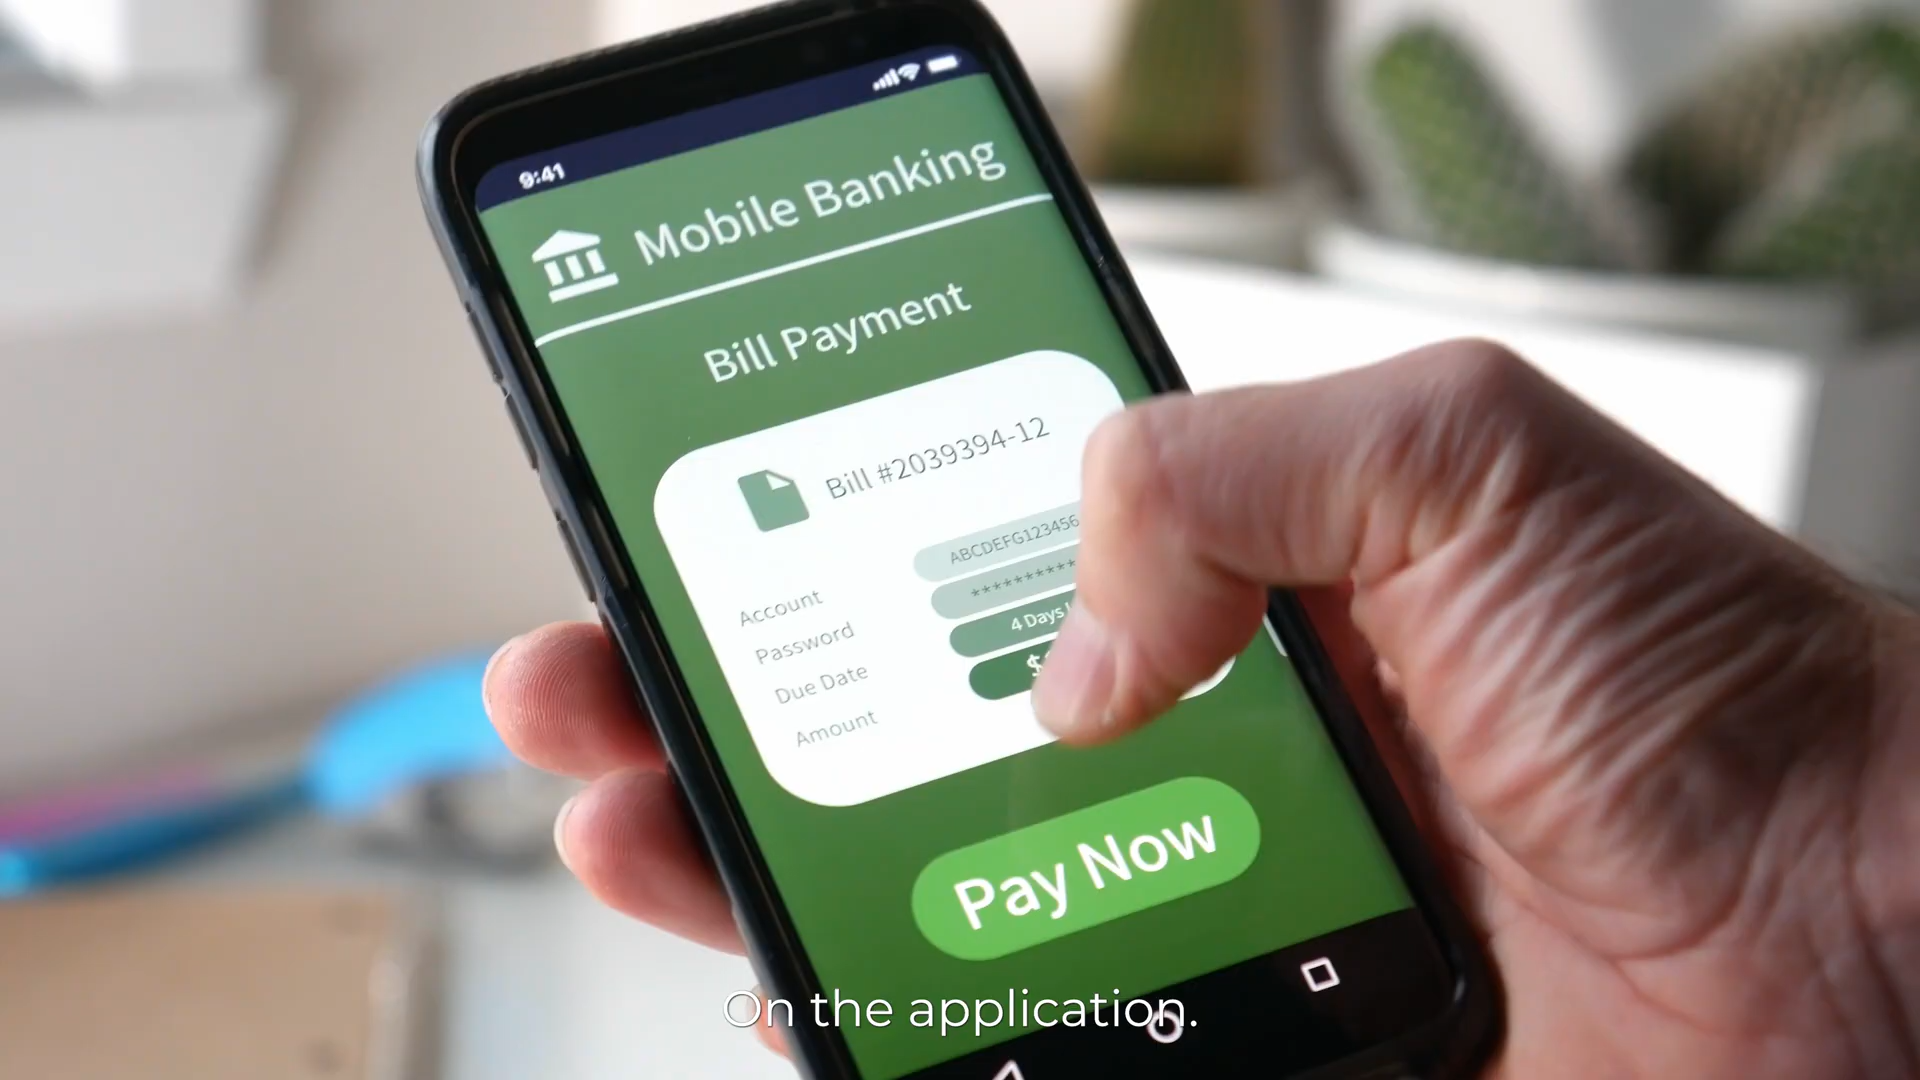 9:41
Mobile Banking
Bill Payment
Bill #2039394-12
Account
ABCDEFG123456
Password
**********
Due Date
4 Days
Amount
$
Pay Now
On the application.